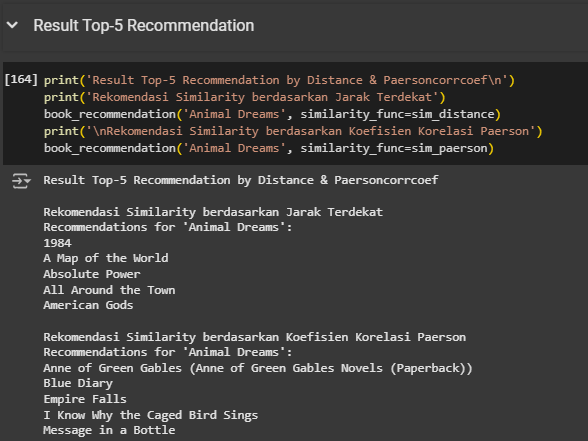 Result Top-5 Recommendation
[164] print('Result Top-5 Recommendation by Distance & Paersoncorrcoef\n')
print('Rekomendasi Similarity berdasarkan Jarak Terdekat')
book_recommendation('Animal Dreams', similarity_func=sim_distance)
print('\nRekomendasi Similarity berdasarkan Koefisien Korelasi Paerson')
book_recommendation('Animal Dreams', similarity_func=sim_paerson)
Result Top-5 Recommendation by Distance & Paersoncorrcoef
Rekomendasi Similarity berdasarkan Jarak Terdekat
Recommendations for 'Animal Dreams':
1984
A Map of the World
Absolute Power
All Around the Town
American Gods
Rekomendasi Similarity berdasarkan Koefisien Korelasi Paerson
Recommendations for 'Animal Dreams':
Anne of Green Gables (Anne of Green Gables Novels (Paperback))
Blue Diary
Empire Falls
I Know Why the Caged Bird Sings
Message in a Bottle